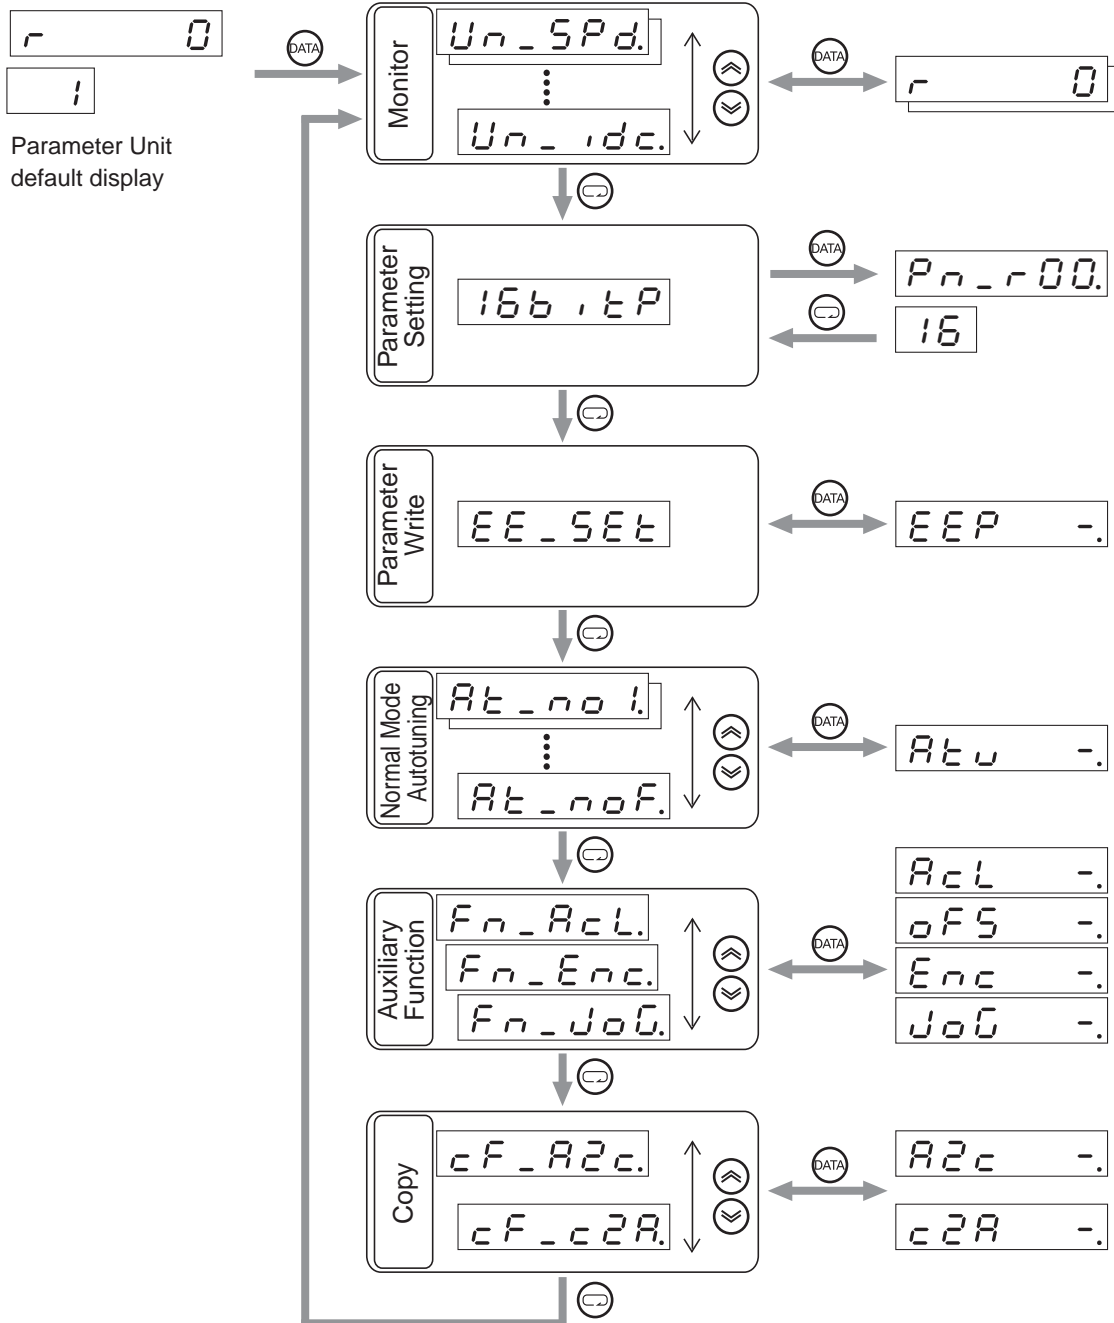 r 0
DATA
1
Parameter Unit
default display
Monitor
Un_SPd.
Un_idc.
DATA
r 0
Parameter
Setting
16bitP
DATA
Pn_r00.
16
Parameter
Write
EE_SEt
DATA
EEP -.
Normal Mode
Autotuning
At_no1.
At_noF.
DATA
Atu -.
Auxiliary
Function
Fn_AcL.
Fn_Enc.
Fn_JoG.
DATA
AcL -.
oFS -.
Enc -.
JoG -.
Copy
cF_A2c.
cF_c2A.
DATA
A2c -.
c2A -.